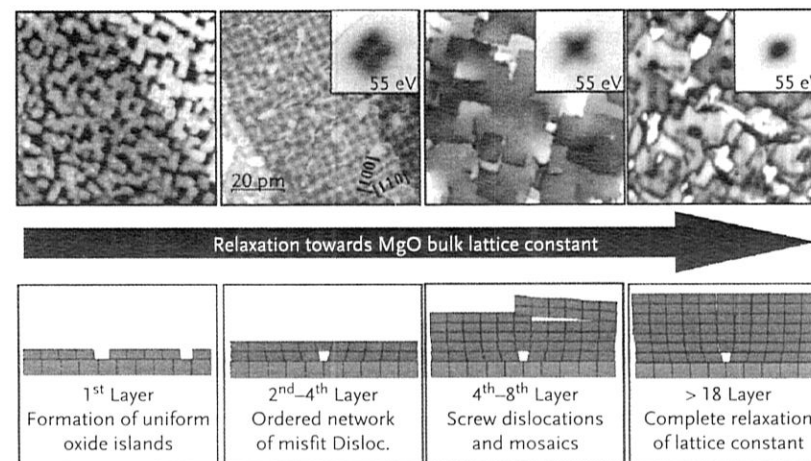 55 eV
55 eV
55 eV
20 pm
[001]
[110]
Relaxation towards MgO bulk lattice constant
1st Layer
Formation of uniform
oxide islands
2nd–4th Layer
Ordered network
of misfit Disloc.
4th–8th Layer
Screw dislocations
and mosaics
> 18 Layer
Complete relaxation
of lattice constant